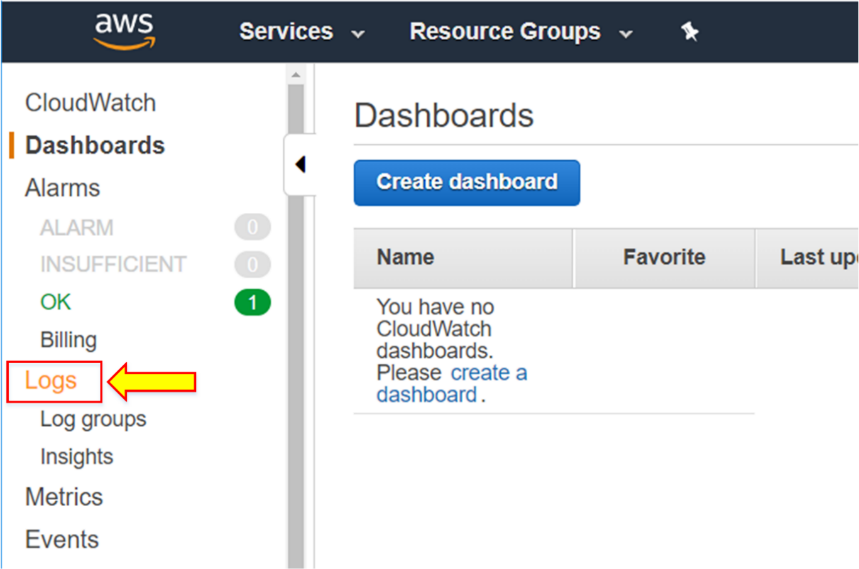 aws
Services
Resource Groups
CloudWatch
Dashboards
Alarms
ALARM 0
INSUFFICIENT 0
OK 1
Billing
Logs
Log groups
Insights
Metrics
Events
Dashboards
Create dashboard
Name Favorite Last up
You have no
CloudWatch
dashboards.
Please create a
dashboard.